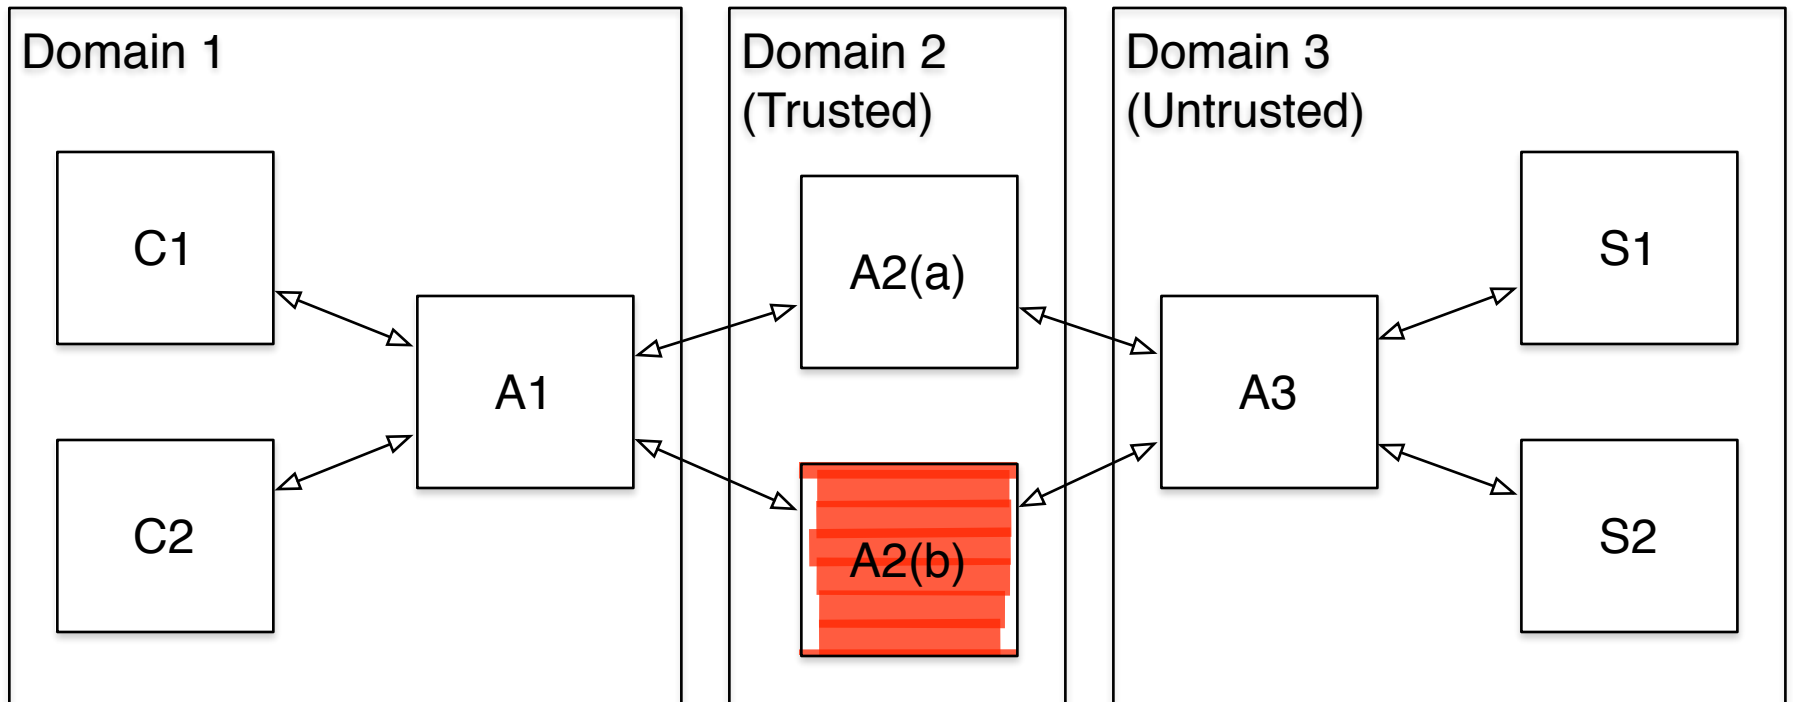 Domain 1
Domain 2
(Trusted)
Domain 3
(Untrusted)
C1
C2
A1
A2(a)
A2(b)
A3
S1
S2